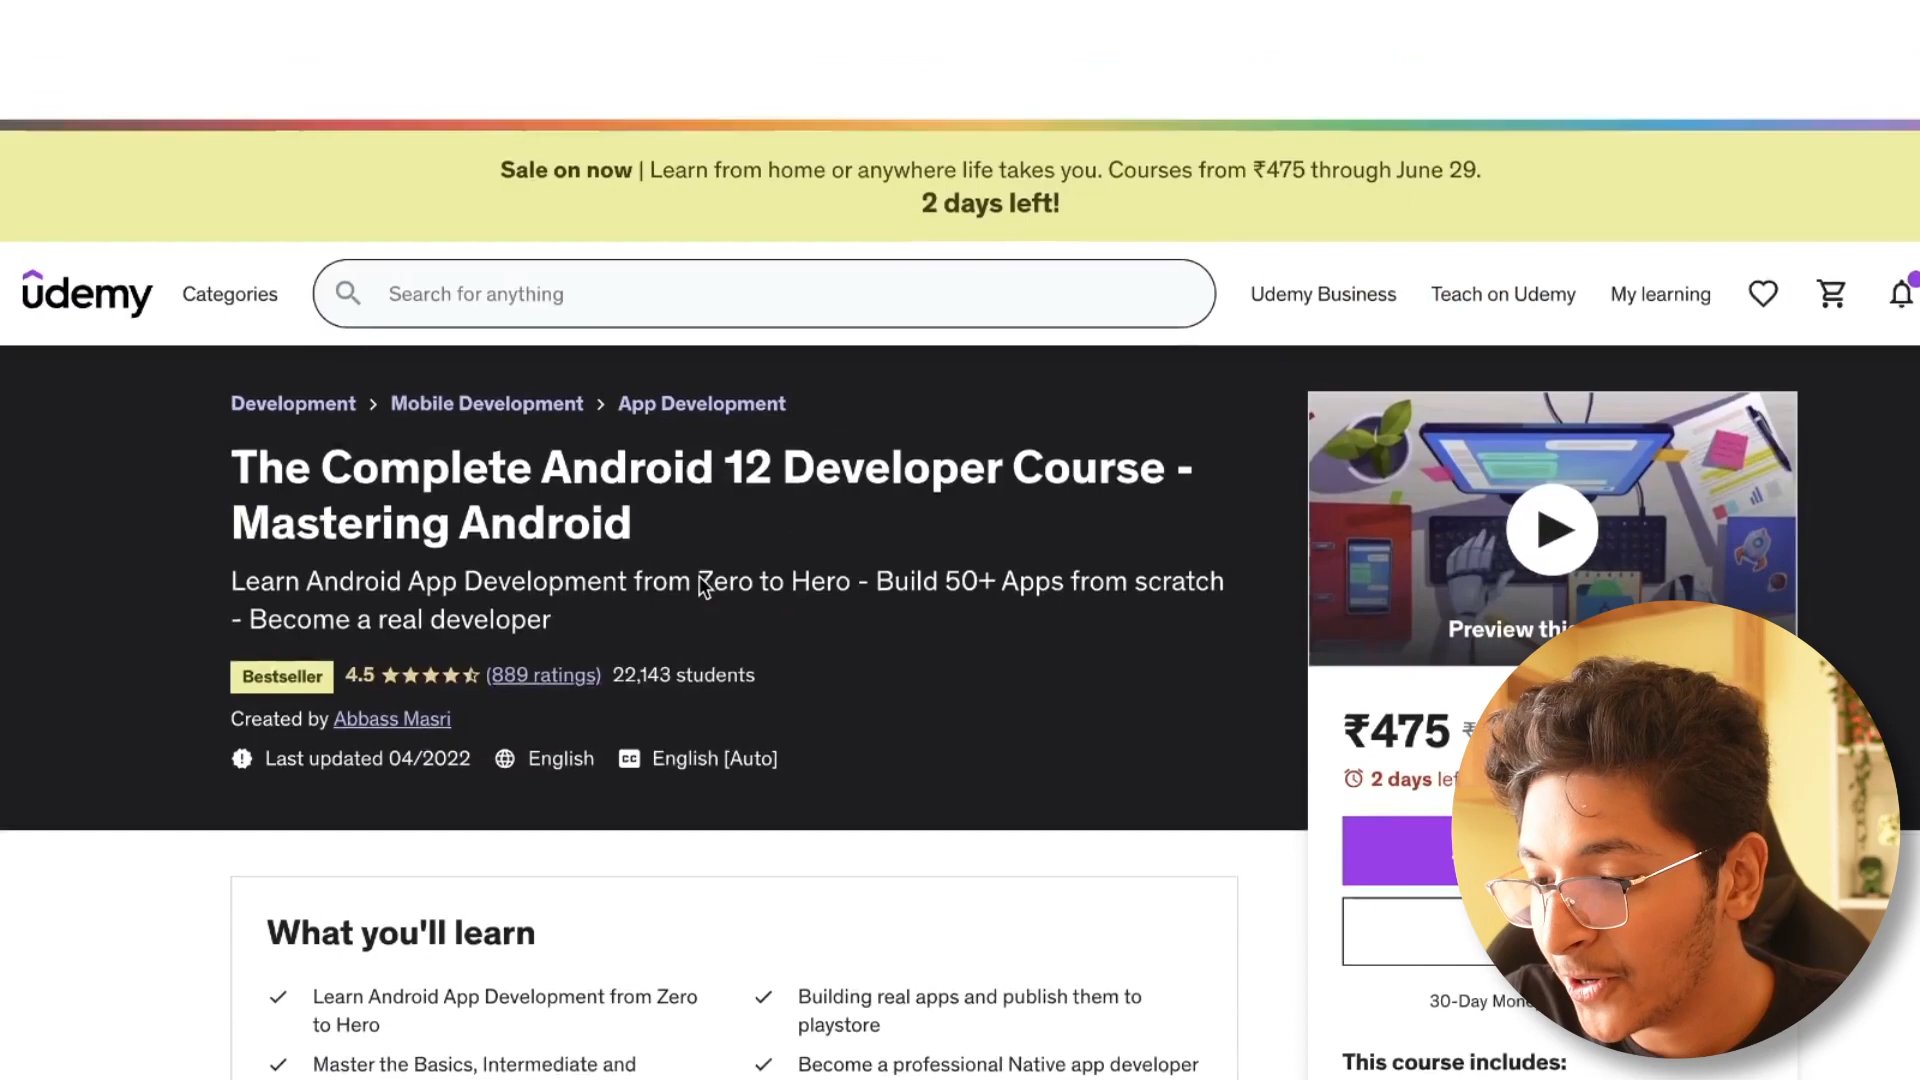 Sale on now | Learn from home or anywhere life takes you. Courses from ₹475 through June 29.
2 days left!
udemy
Categories
Search for anything
Udemy Business
Teach on Udemy
My learning
Development > Mobile Development > App Development
The Complete Android 12 Developer Course -
Mastering Android
Learn Android App Development from Zero to Hero - Build 50+ Apps from scratch
- Become a real developer
Bestseller 4.5 (889 ratings) 22,143 students
Created by Abbass Masri
Last updated 04/2022 English CC English [Auto]
Preview
₹475
2 days
30-Day
This course includes:
What you'll learn
Learn Android App Development from Zero
to Hero
Building real apps and publish them to
playstore
Master the Basics, Intermediate and
Become a professional Native app developer